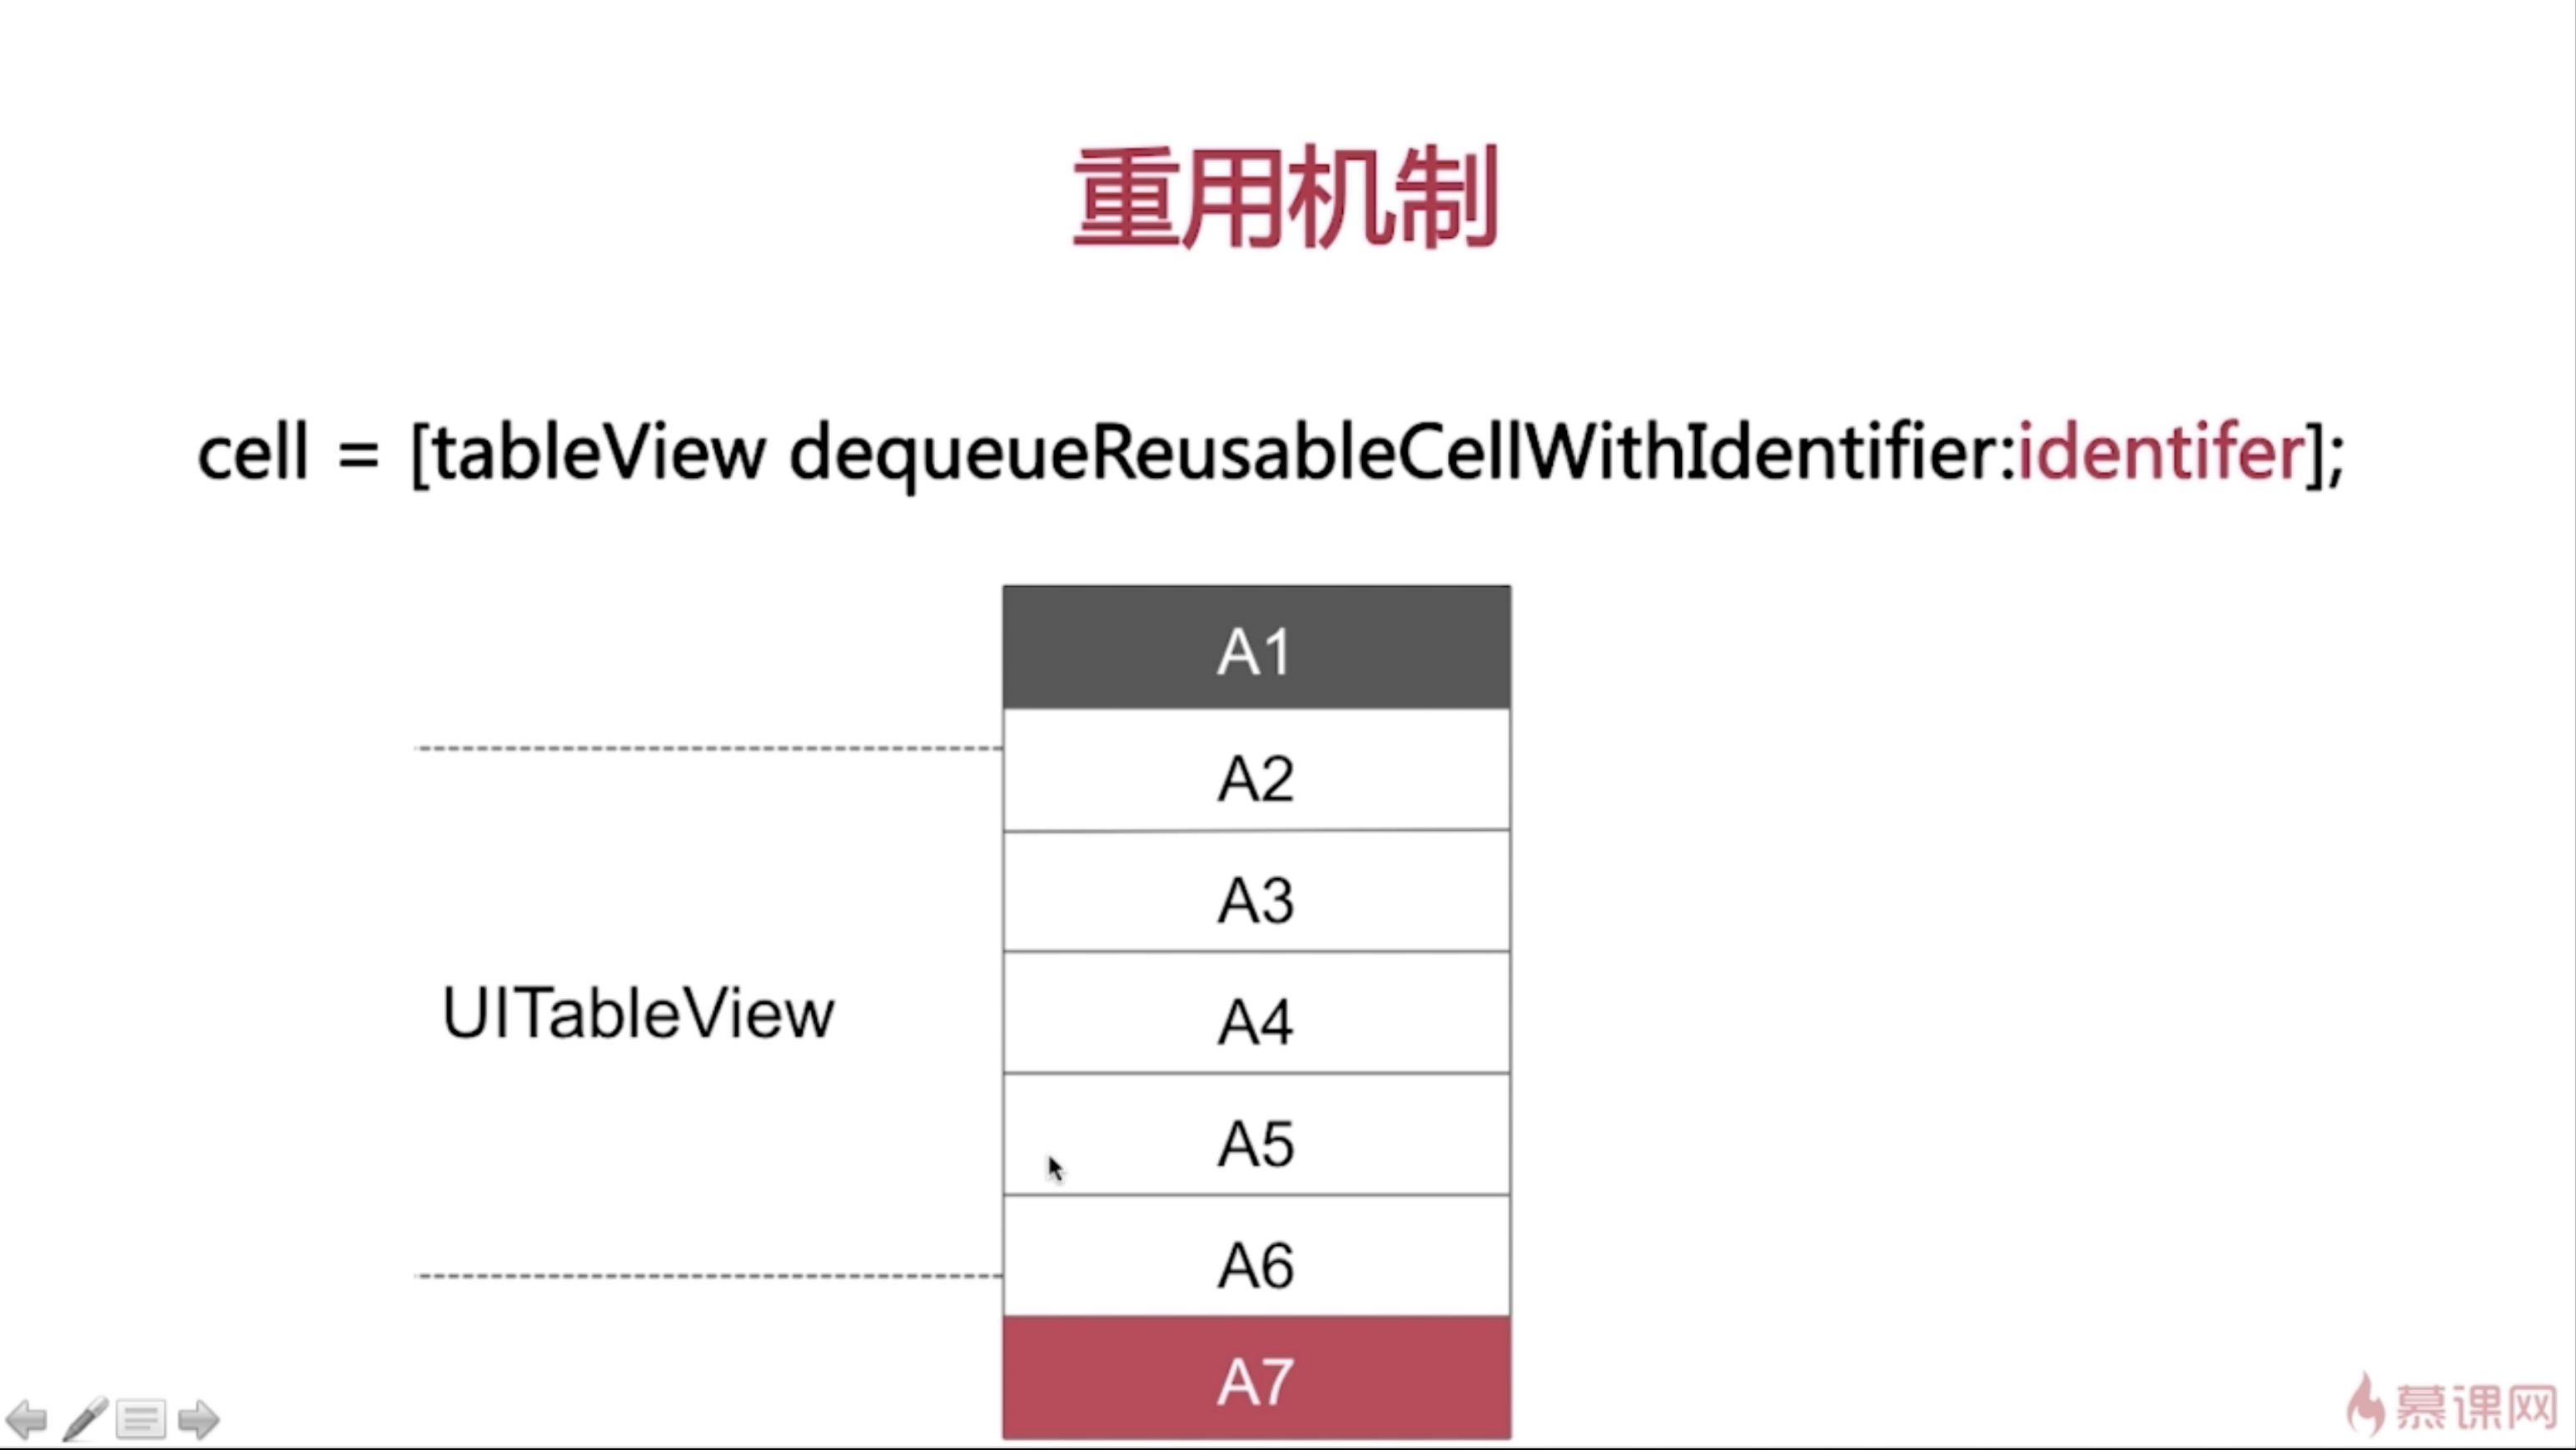 重用机制
cell = [tableView dequeueReusableCellWithIdentifier:identifer];
A1
A2
A3
A4
UITableView
A5
A6
A7
慕课网